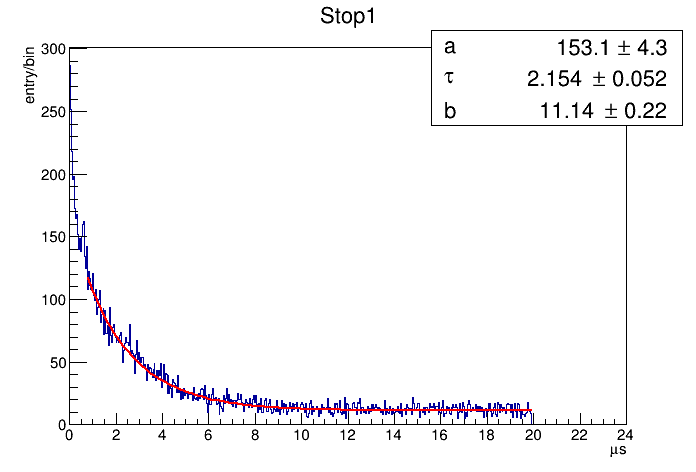 Stop1
a 153.1 ± 4.3
τ 2.154 ± 0.052
b 11.14 ± 0.22
entry/bin
300
250
200
150
100
50
0
0 2 4 6 8 10 12 14 16 18 20 22 24
μs